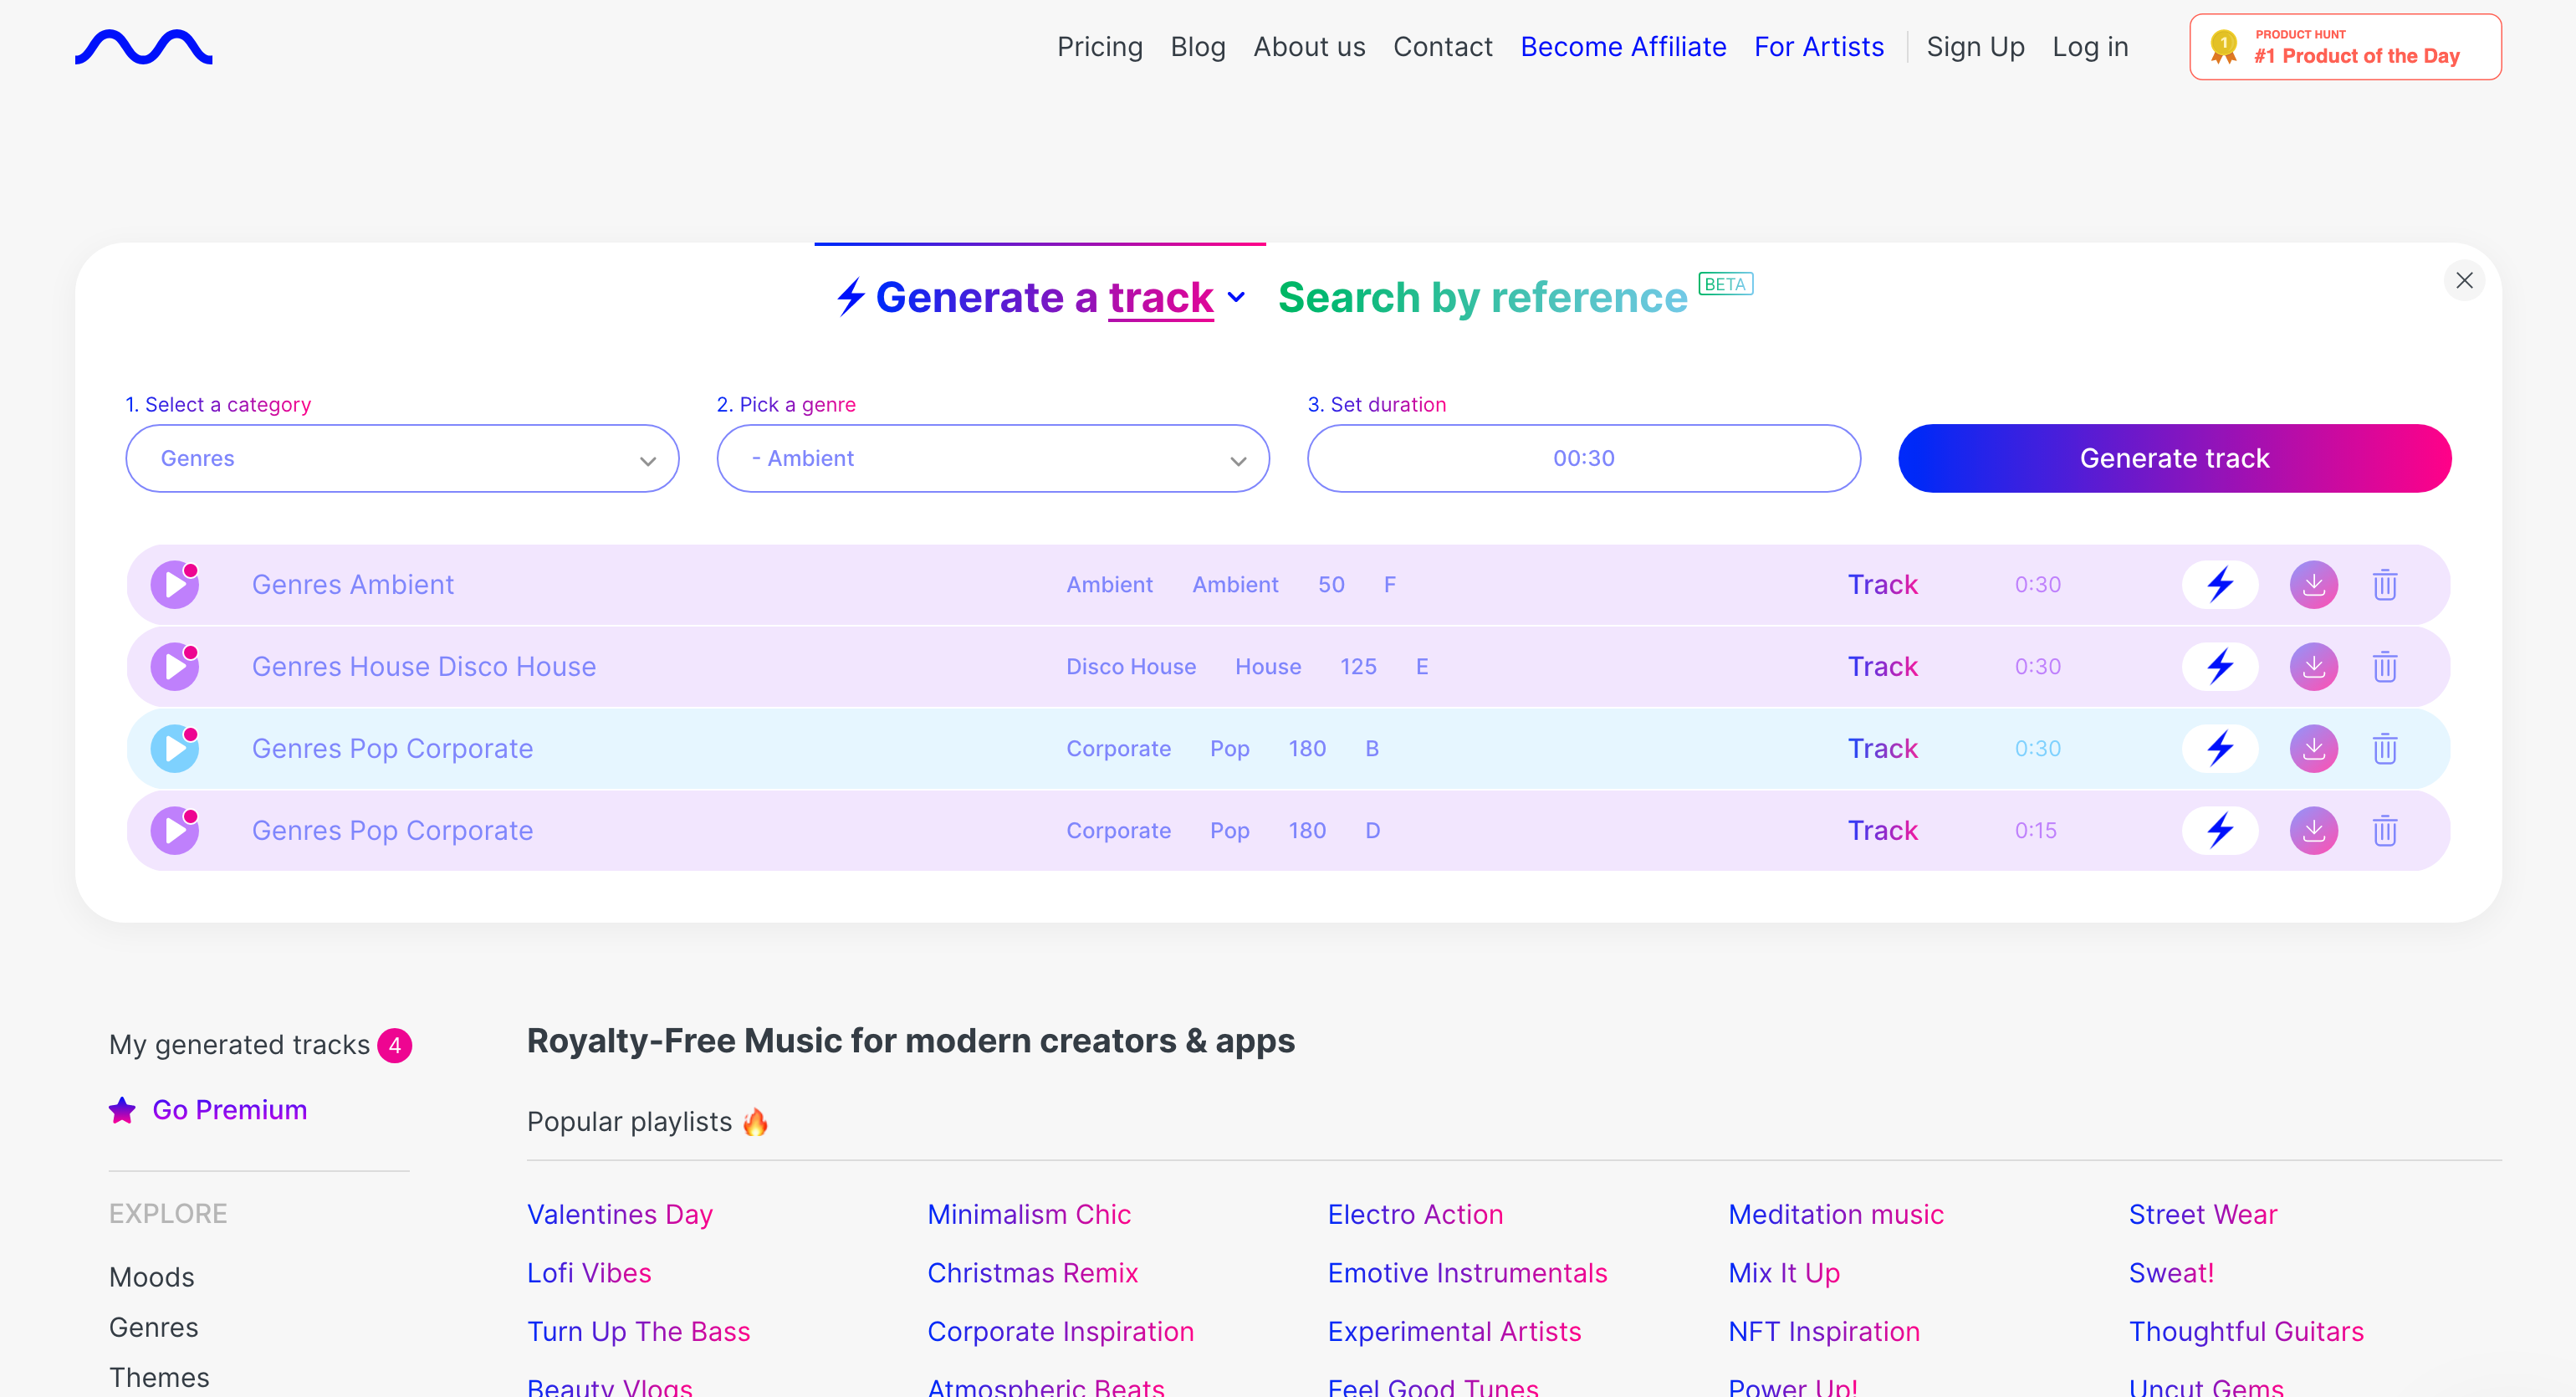 Pricing Blog About us Contact Become Affiliate For Artists Sign Up Log in
1
PRODUCT HUNT
#1 Product of the Day
Generate a track Search by reference BETA
1. Select a category
Genres
2. Pick a genre
- Ambient
3. Set duration
00:30
Generate track
Genres Ambient Ambient Ambient 50 F Track 0:30
Genres House Disco House Disco House House 125 E Track 0:30
Genres Pop Corporate Corporate Pop 180 B Track 0:30
Genres Pop Corporate Corporate Pop 180 D Track 0:15
My generated tracks 4
Go Premium
EXPLORE
Moods
Genres
Themes
Royalty-Free Music for modern creators & apps
Popular playlists 🔥
Valentines Day Minimalism Chic Electro Action Meditation music Street Wear
Lofi Vibes Christmas Remix Emotive Instrumentals Mix It Up Sweat!
Turn Up The Bass Corporate Inspiration Experimental Artists NFT Inspiration Thoughtful Guitars
Beauty Vlogs Atmospheric Beats Feel Good Tunes Power Up! Uncut Gems